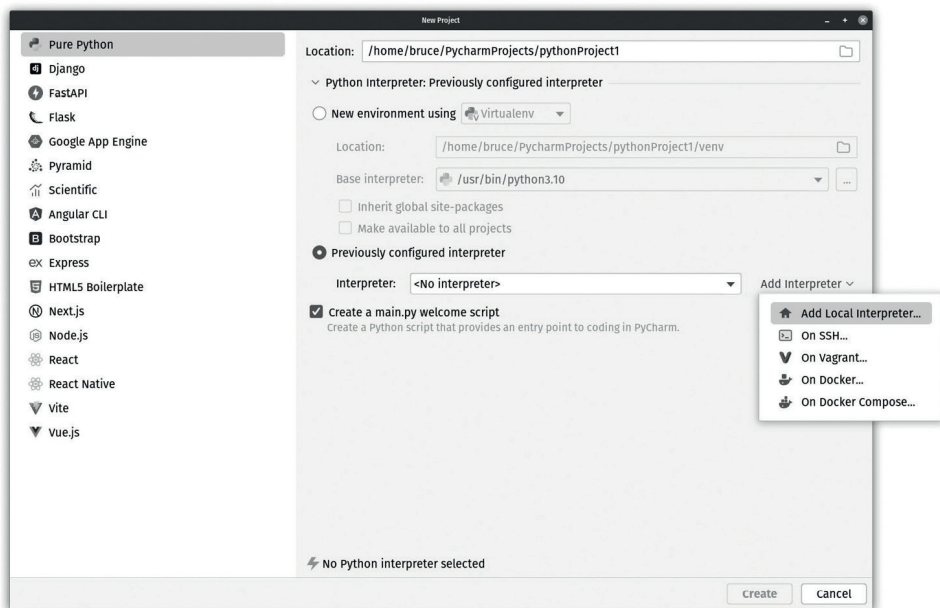 New Project
Pure Python
Django
FastAPI
Flask
Google App Engine
Pyramid
Scientific
Angular CLI
Bootstrap
Express
HTML5 Boilerplate
Next.js
Node.js
React
React Native
Vite
Vue.js
Location: /home/bruce/PycharmProjects/pythonProject1
Python Interpreter: Previously configured interpreter
New environment using Virtualenv
Location: /home/bruce/PycharmProjects/pythonProject1/venv
Base interpreter: /usr/bin/python3.10 ...
Inherit global site-packages
Make available to all projects
Previously configured interpreter
Interpreter: <No interpreter> Add Interpreter
Create a main.py welcome script
Create a Python script that provides an entry point to coding in PyCharm.
Add Local Interpreter...
On SSH...
On Vagrant...
On Docker...
On Docker Compose...
No Python interpreter selected
Create Cancel